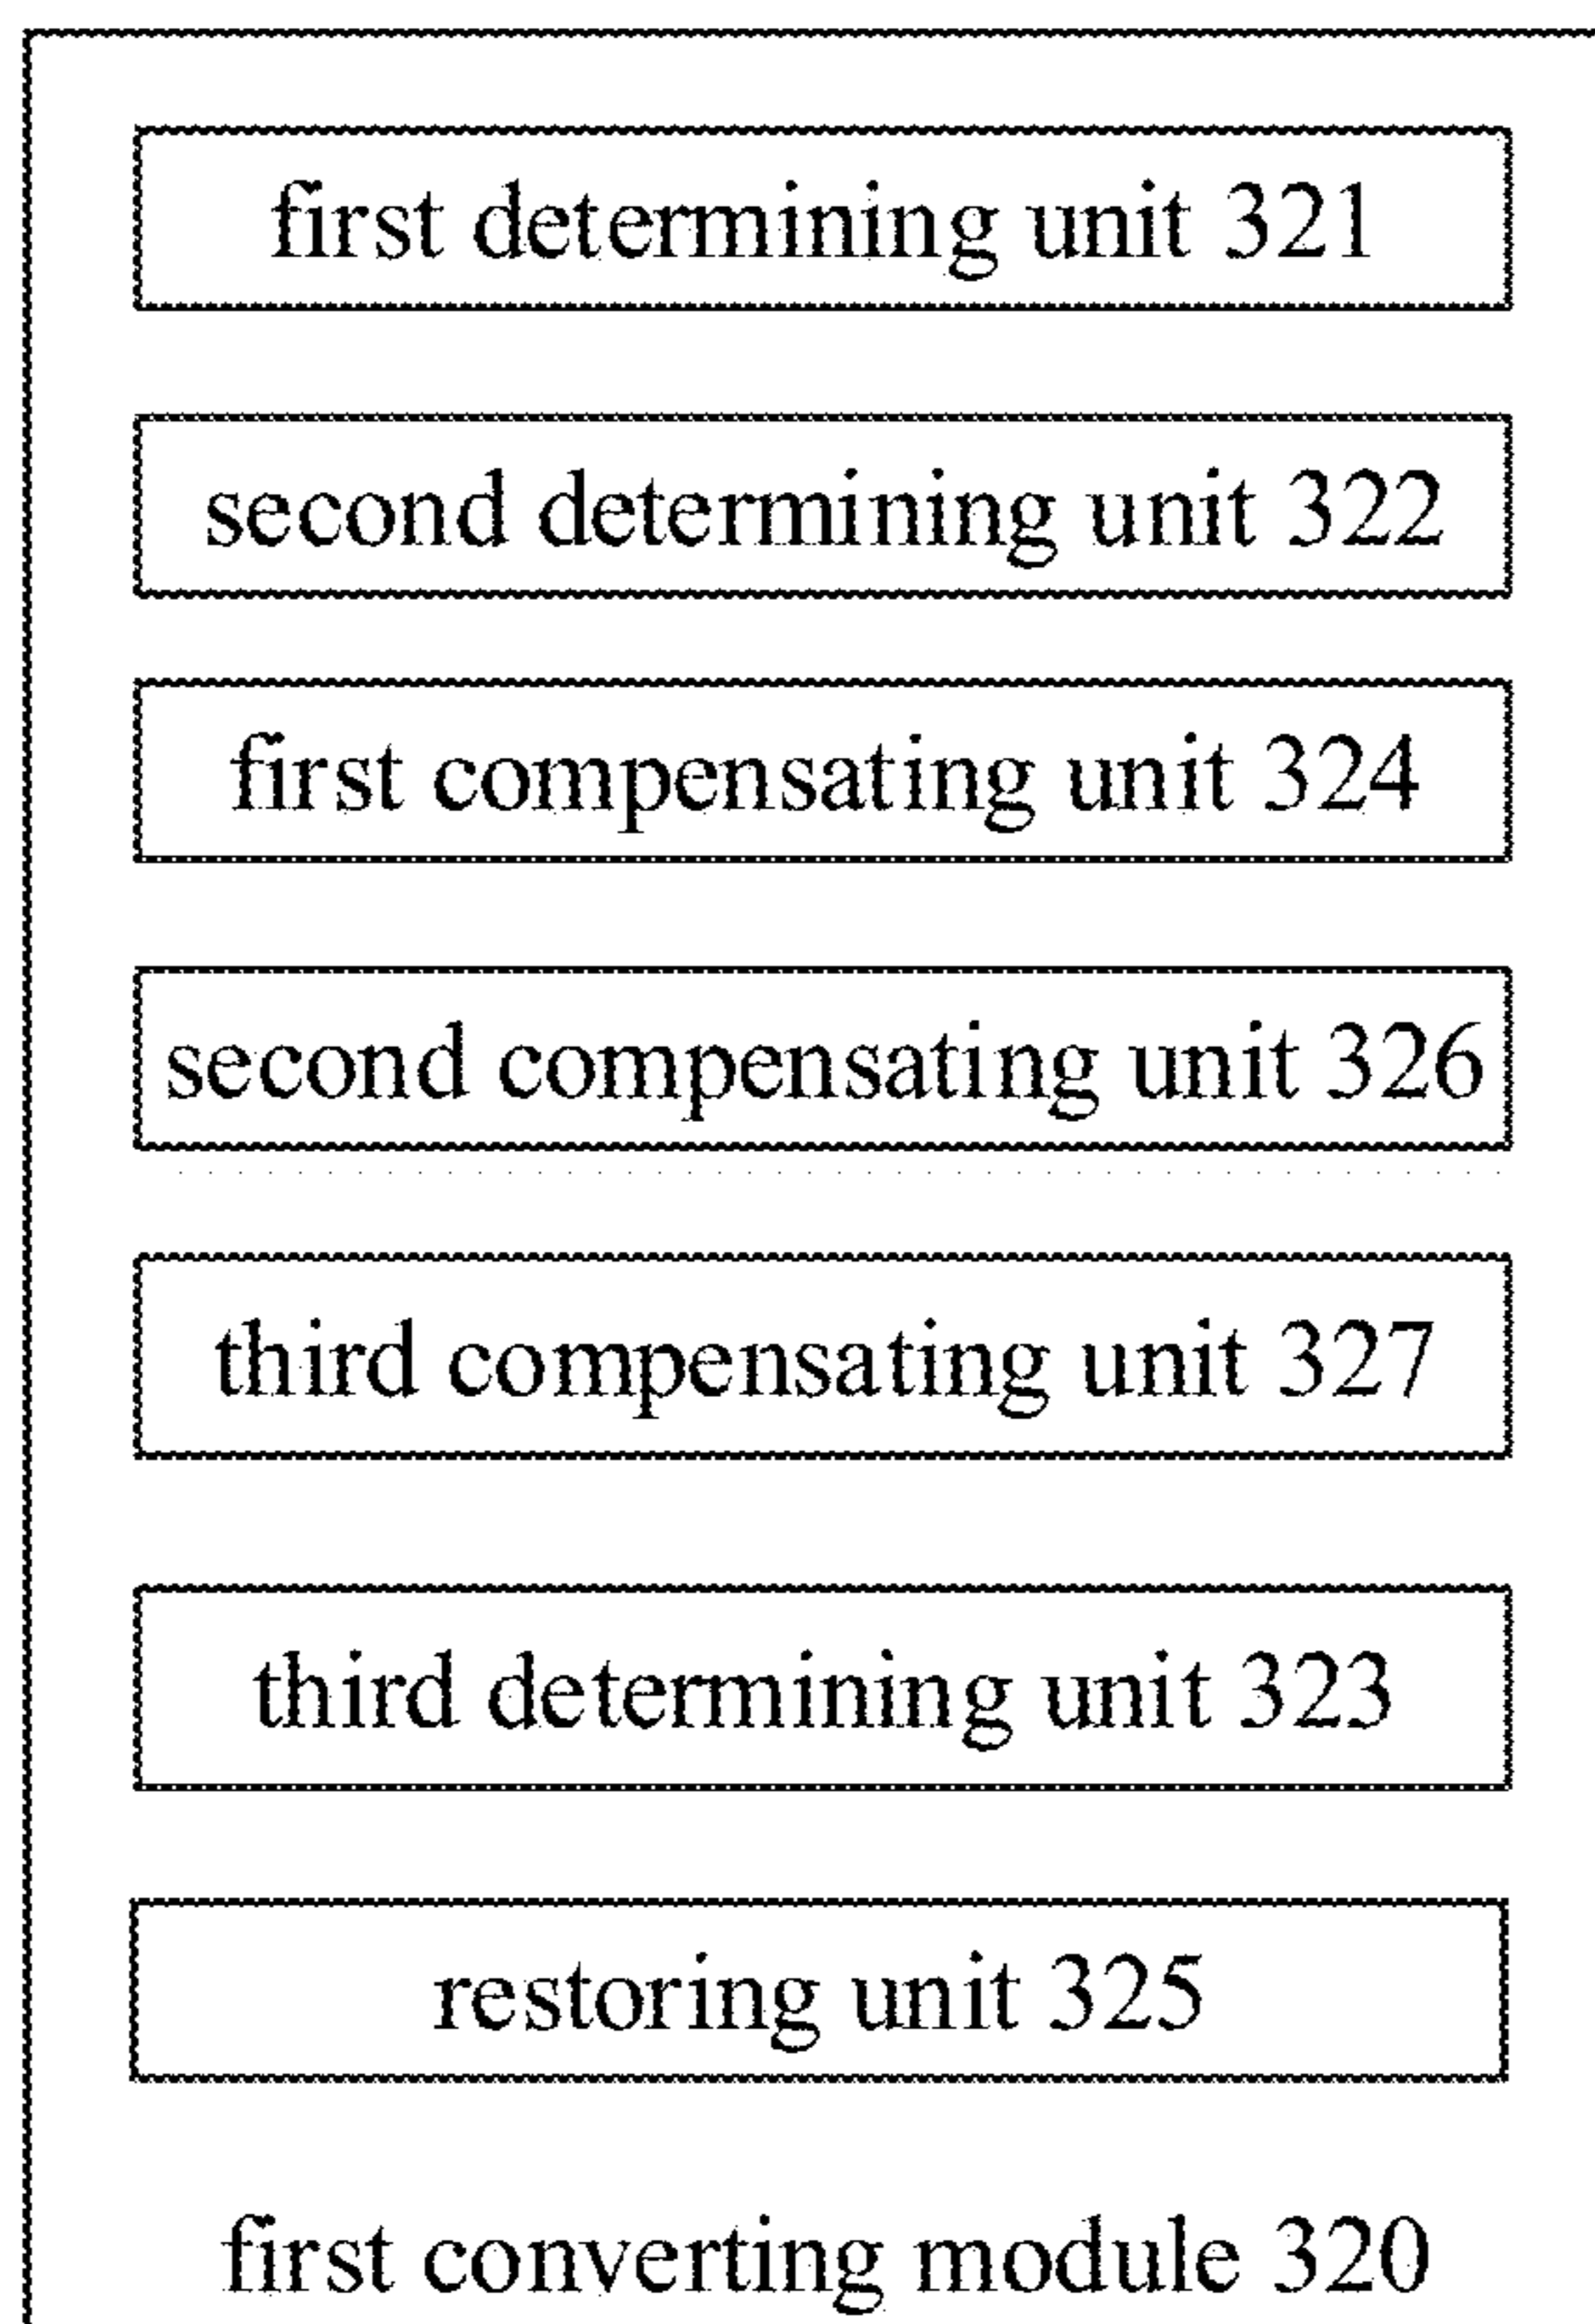 first determining unit 321
second determining unit 322
first compensating unit 324
second compensating unit 326
third compensating unit 327
third determining unit 323
restoring unit 325
first converting module 320